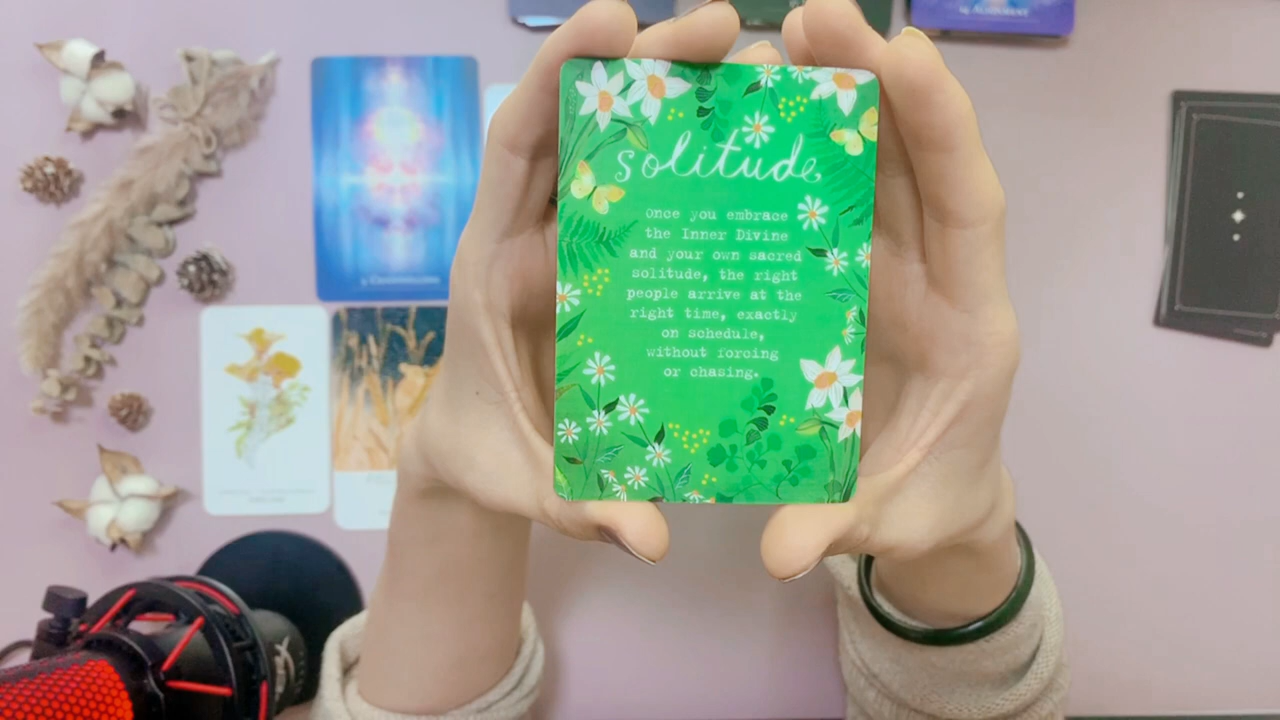 solitude
Once you embrace
the Inner Divine
and your own sacred
solitude, the right
people arrive at the
right time, exactly
on schedule,
without forcing
or chasing.